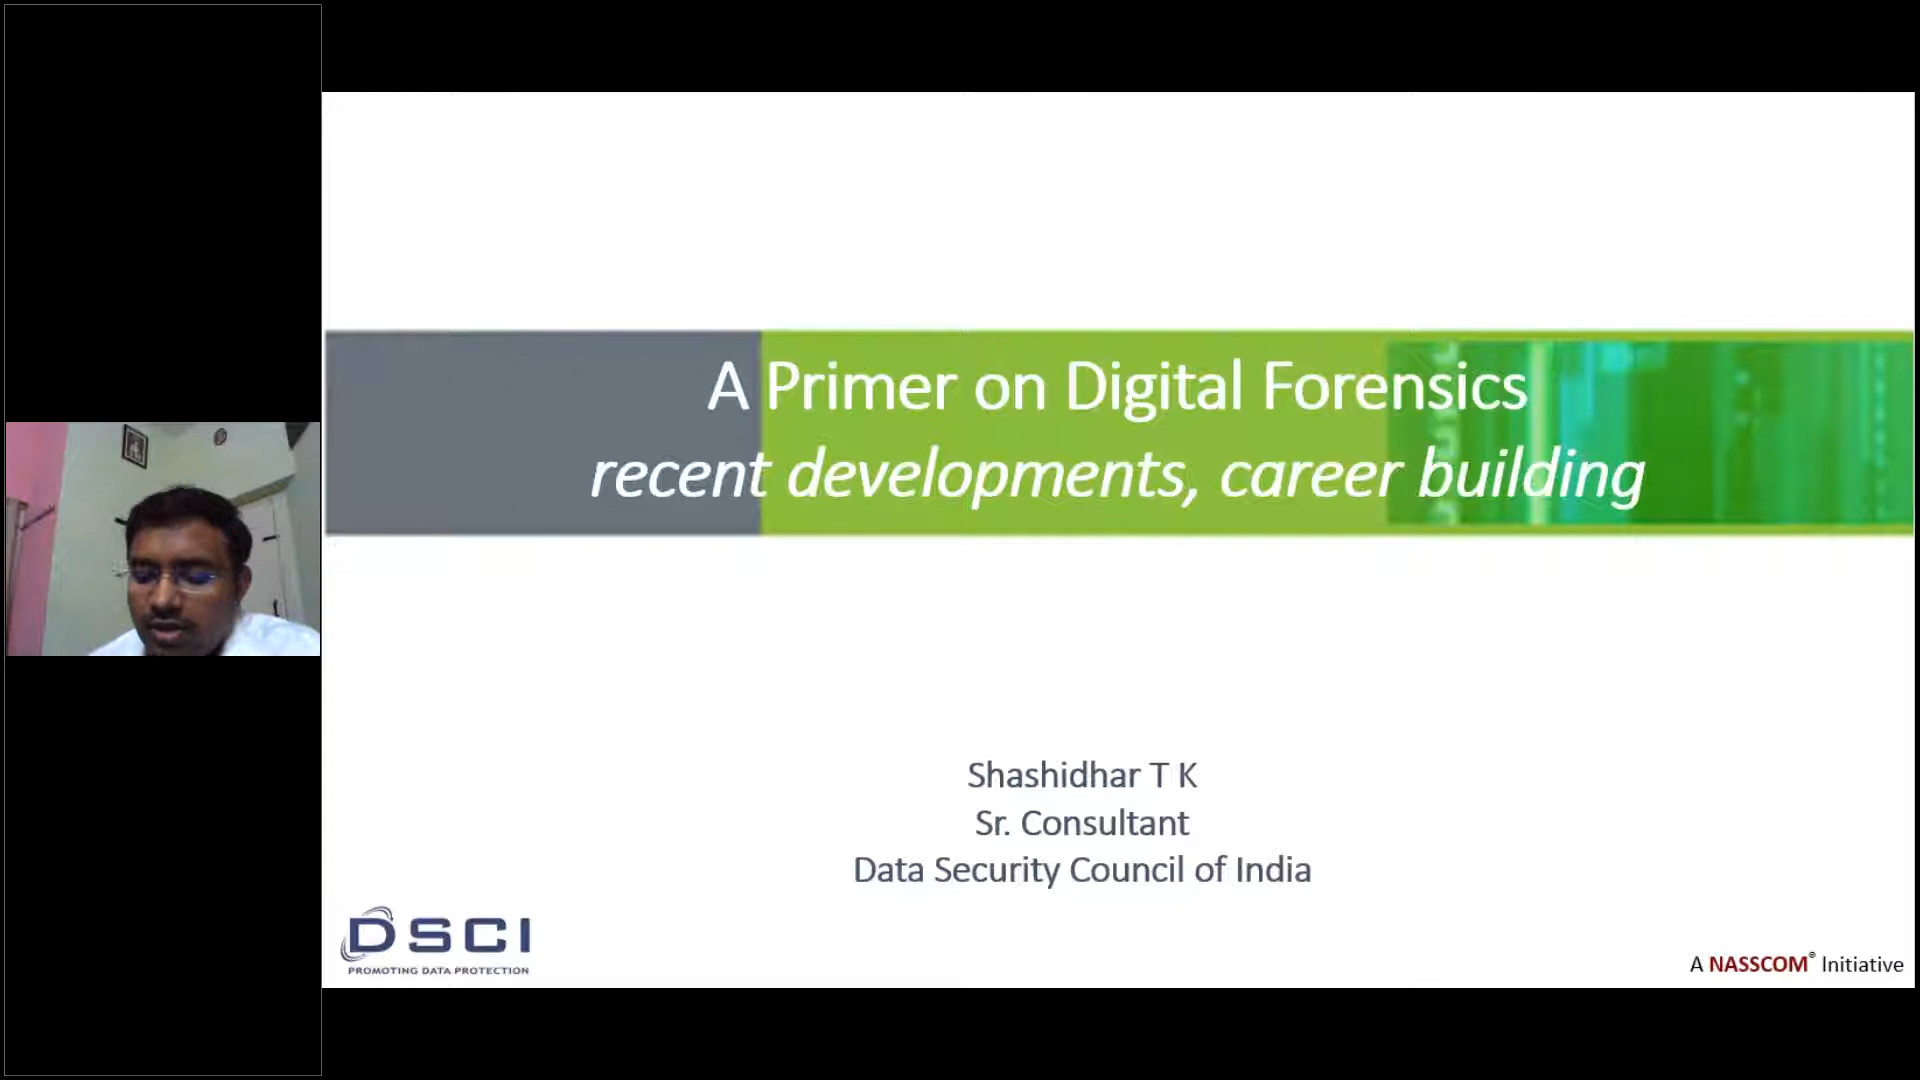 A Primer on Digital Forensics
recent developments, career building
Shashidhar T K
Sr. Consultant
Data Security Council of India
DSCI
PROMOTING DATA PROTECTION
A NASSCOM® Initiative